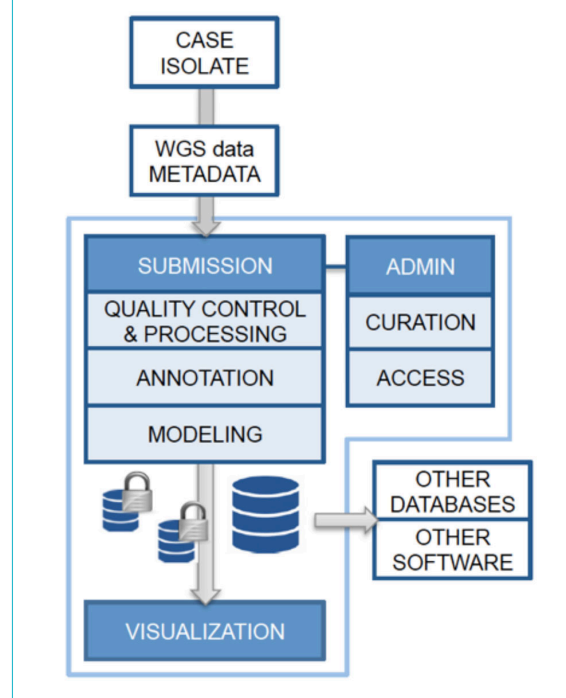 CASE
ISOLATE
WGS data
METADATA
SUBMISSION
ADMIN
QUALITY CONTROL
& PROCESSING
CURATION
ANNOTATION
ACCESS
MODELING
OTHER
DATABASES
OTHER
SOFTWARE
VISUALIZATION